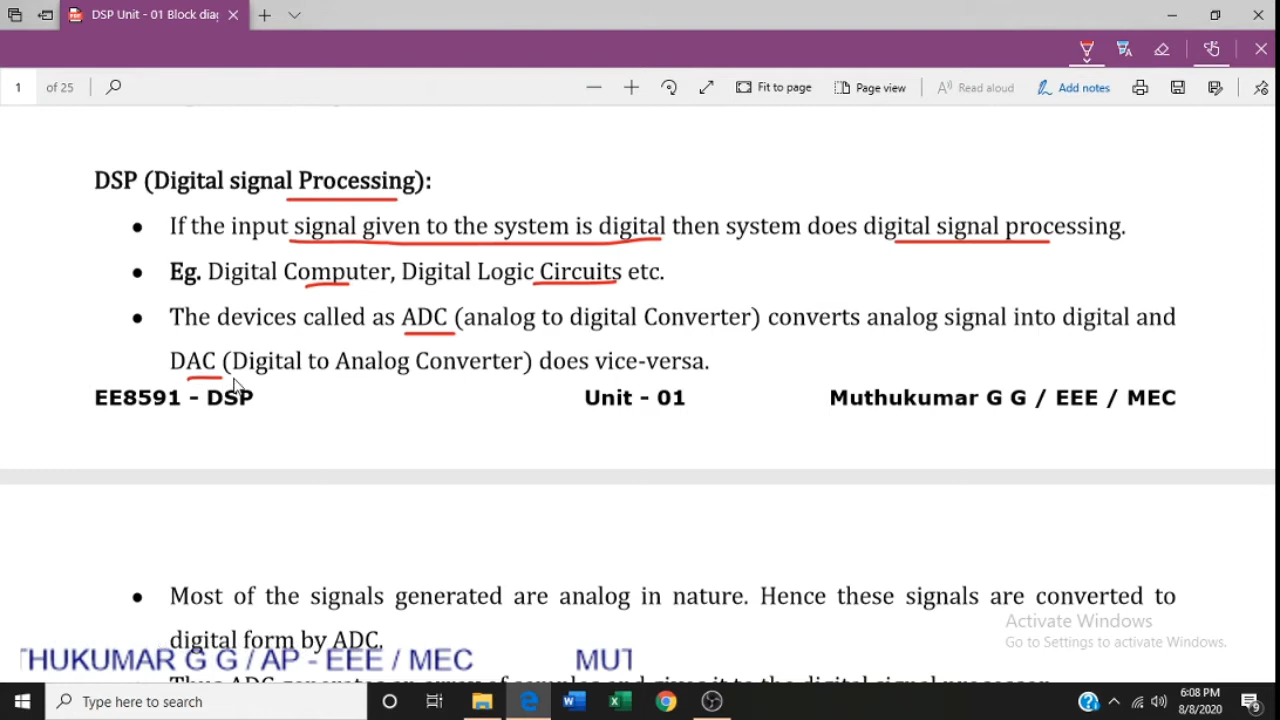 DSP Unit - 01 Block diag
1 of 25
Fit to page
Page view
Read aloud
Add notes
DSP (Digital signal Processing):
• If the input signal given to the system is digital then system does digital signal processing.
• Eg. Digital Computer, Digital Logic Circuits etc.
• The devices called as ADC (analog to digital Converter) converts analog signal into digital and
DAC (Digital to Analog Converter) does vice-versa.
EE8591 - DSP Unit - 01 Muthukumar G G / EEE / MEC
• Most of the signals generated are analog in nature. Hence these signals are converted to
digital form by ADC.
Activate Windows
Go to Settings to activate Windows.
THUKUMAR G G / AP - EEE / MEC MUT
Type here to search
6:08 PM
8/8/2020
9